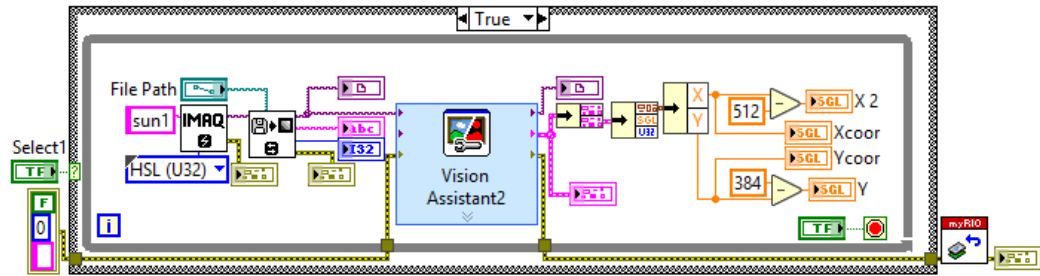 True
File Path
sun1
IMAQ
HSL (U32)
abc
I32
Vision
Assistant2
SGL
U32
X
Y
512
SGL
X 2
SGL
Xcoor
SGL
Ycoor
384
SGL
Y
Select1
TF
F
0
i
TF
myRIO